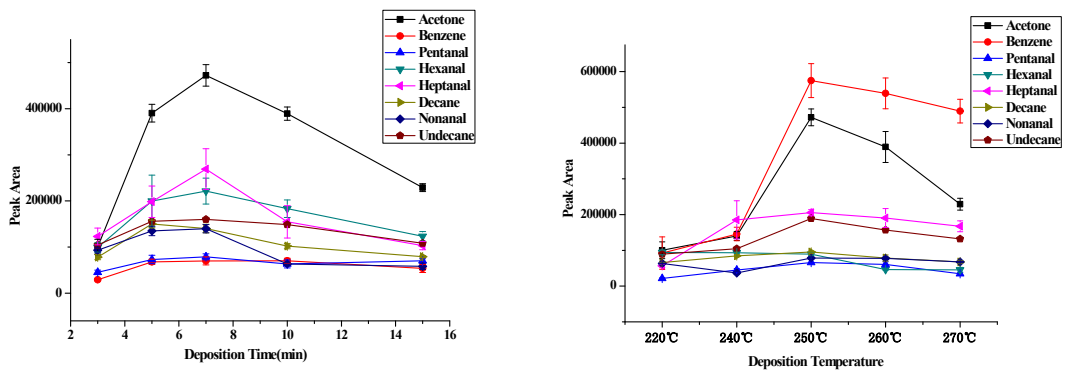 Acetone
Benzene
Pentanal
Hexanal
Heptanal
Decane
Nonanal
Undecane
400000
200000
0
Peak Area
2 4 6 8 10 12 14 16
Deposition Time(min)
Acetone
Benzene
Pentanal
Hexanal
Heptanal
Decane
Nonanal
Undecane
600000
400000
200000
0
Peak Area
220℃ 240℃ 250℃ 260℃ 270℃
Deposition Temperature